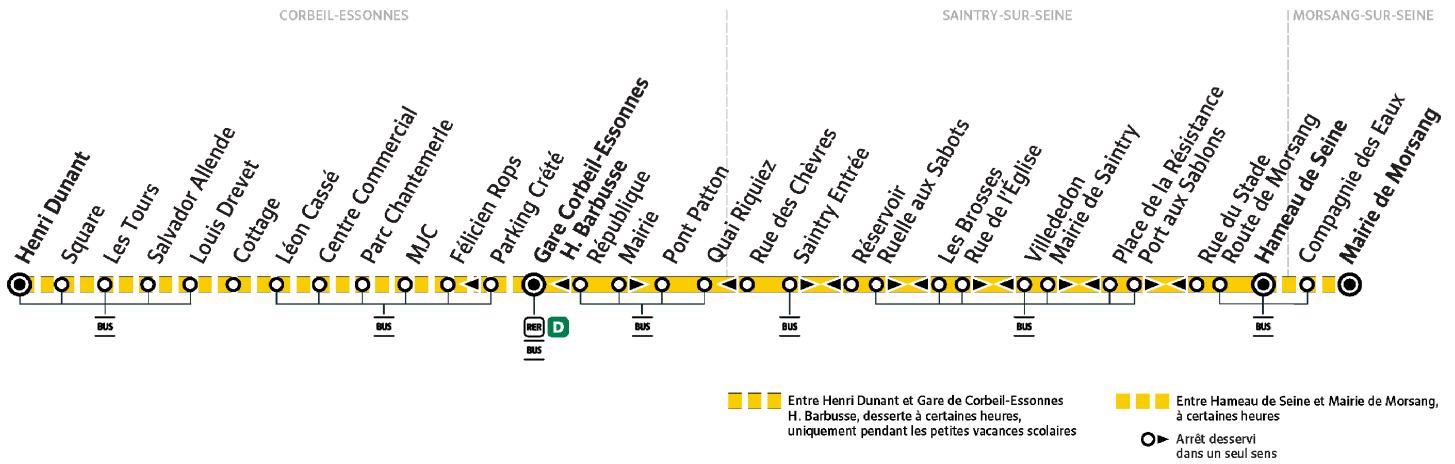 CORBEIL-ESSONNES
SAINTRY-SUR-SEINE
MORSANG-SUR-SEINE
Henri Dunant
Square
Les Tours
Salvador Allende
Louis Drevet
Cottage
Léon Cassé
Centre Commercial
Parc Chantemerle
MJC
Félicien Rops
Parking Crété
Gare Corbeil-Essonnes
H. Barbusse
République
Mairie
Pont Patton
Quai Riquiez
Rue des Chèvres
Saintry Entrée
Réservoir
Ruelle aux Sabots
Les Brosses
Rue de l'Église
Villededon
Mairie de Saintry
Place de la Résistance
Port aux Sablons
Rue du Stade
Route de Morsang
Hameau de Seine
Compagnie des Eaux
Mairie de Morsang
BUS
BUS
RER D
BUS
BUS
BUS
BUS
BUS
Entre Henri Dunant et Gare de Corbeil-Essonnes
H. Barbusse, desserte à certaines heures,
uniquement pendant les petites vacances scolaires
Entre Hameau de Seine et Mairie de Morsang,
à certaines heures
Arrêt desservi
dans un seul sens